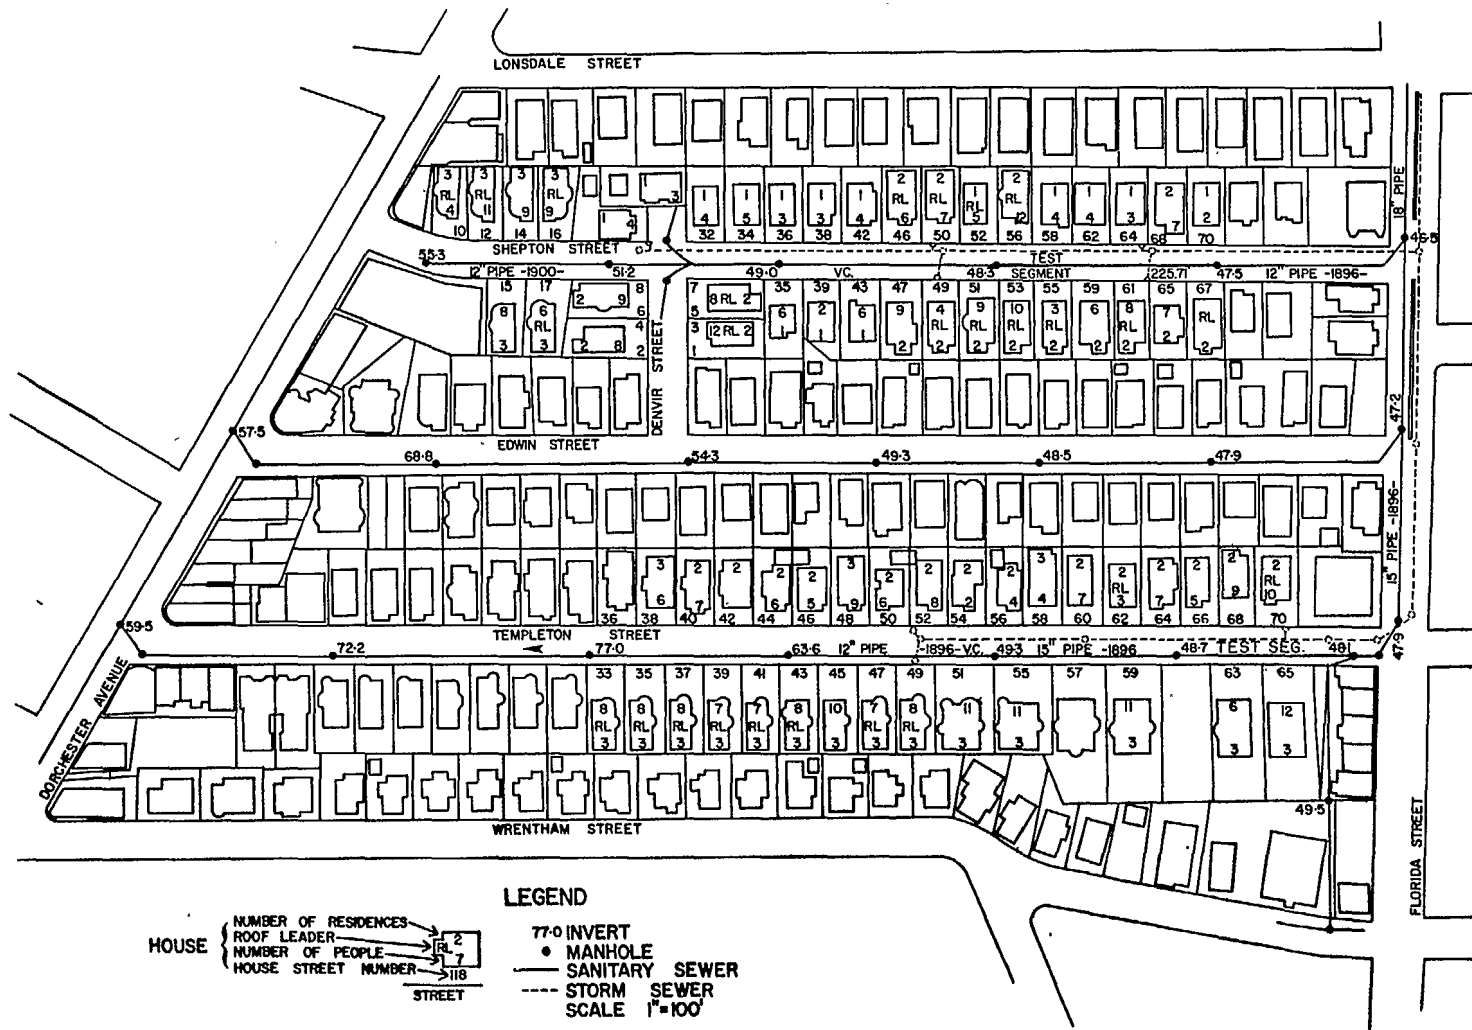 LONSDALE STREET
18" PIPE
3 3 3 3 1 3
RL RL RL
4 11 9 9 1 4
10 12 14 16
1 1 1 1 1 2 2 1 2 1 1 1 2 1
RL RL RL RL
4 5 3 3 4 6 7 5 12 4 4 3 7 2
32 34 36 38 42 46 50 52 56 58 62 64 68 70
SHEPTON STREET
46.5
55.3
TEST
12" PIPE -1900- 51.2 49.0 VC. 48.3 SEGMENT (225.71' 47.5 12" PIPE -1896-
15 17 8 7 35 39 43 47 49 51 53 55 59 61 65 67
2 9 8 RL 2
8 6 6 5 6 2 6 9 4 9 10 3 6 8 7
RL 4 3 12 RL 2 1 1 1 RL RL RL RL RL RL
3 3 2 8 2 1 2 2 2 2 2 2 2 2 2
DENVIR STREET
47.2
57.5
EDWIN STREET
68.8 54.3 49.3 48.5 47.9
15" PIPE -1896-
3 2 2 2 2 3 2 2 2 2 3 2 2 2 2 2 2
RL RL
6 7 6 5 9 6 8 2 4 4 7 3 7 5 9 10
36 38 40 42 44 46 48 50 52 54 56 58 60 62 64 66 68 70
59.5
TEMPLETON STREET
72.2 77.0 63.6 12" PIPE -1896-V.C. 49.3 15" PIPE -1896 48.7 TEST SEG. 48.1
47.9
33 35 37 39 41 43 45 47 49 51 55 57 59 63 65
8 8 8 7 7 8 10 7 8 11 11 11 6 12
RL RL RL RL RL RL RL RL
3 3 3 3 3 3 3 3 3 3 3 3 3 3
DORCHESTER AVENUE
49.5
WRENTHAM STREET
FLORIDA STREET
LEGEND
HOUSE
NUMBER OF RESIDENCES
ROOF LEADER
NUMBER OF PEOPLE
HOUSE STREET NUMBER
2
RL
7
118
STREET
77.0 INVERT
MANHOLE
SANITARY SEWER
STORM SEWER
SCALE 1"=100'